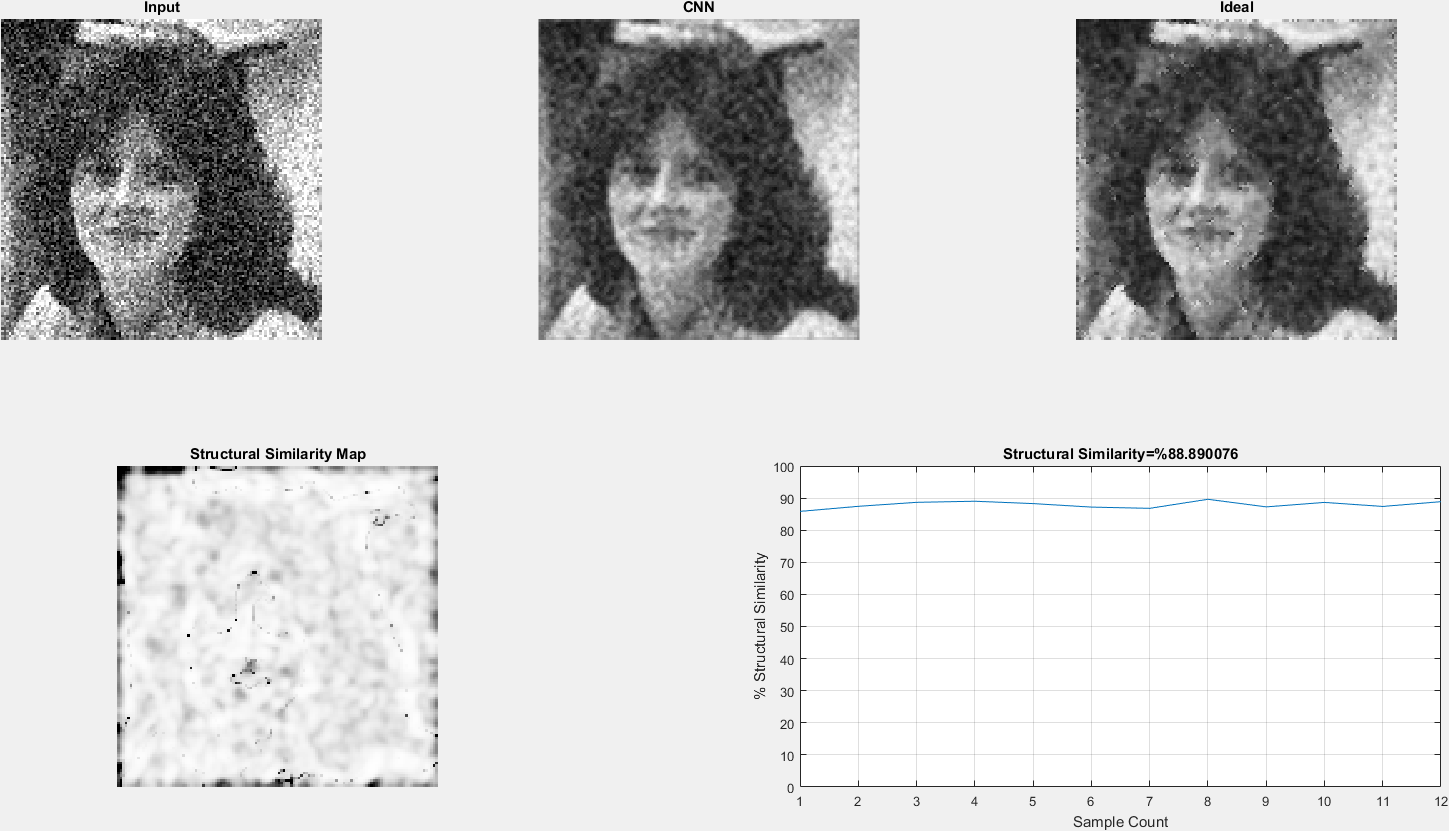 Input
CNN
Ideal
Structural Similarity Map
Structural Similarity=%88.890076
100
90
80
70
60
50
40
30
20
10
0
% Structural Similarity
1 2 3 4 5 6 7 8 9 10 11 12
Sample Count